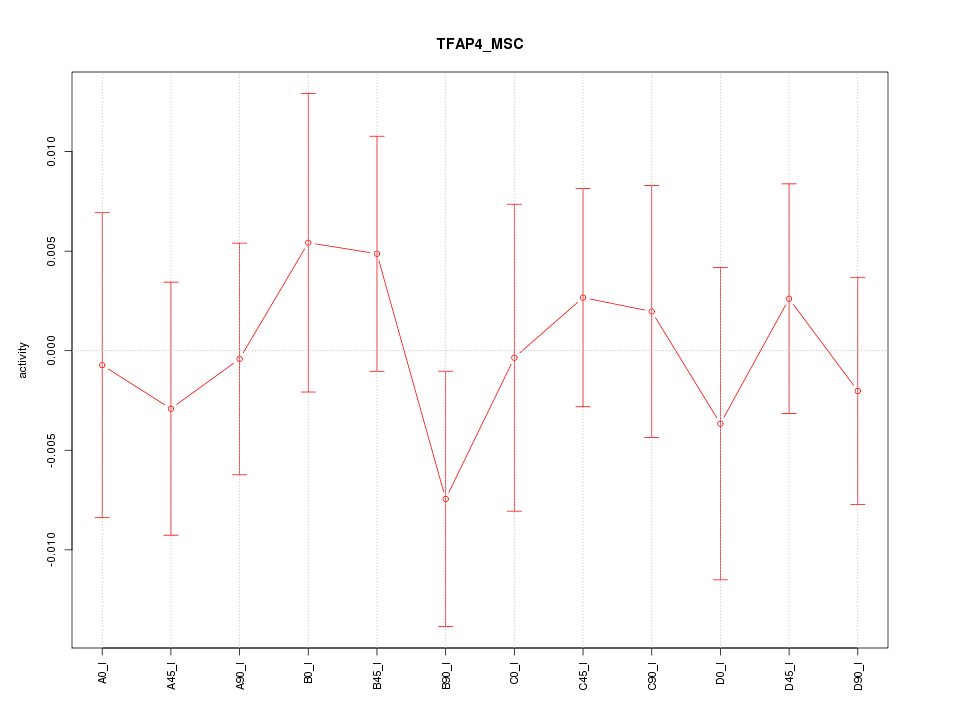 TFAP4_MSC
activity
0.010
0.005
0.000
-0.005
-0.010
A0_I
A45_I
A90_I
B0_I
B45_I
B90_I
C0_I
C45_I
C90_I
D0_I
D45_I
D90_I